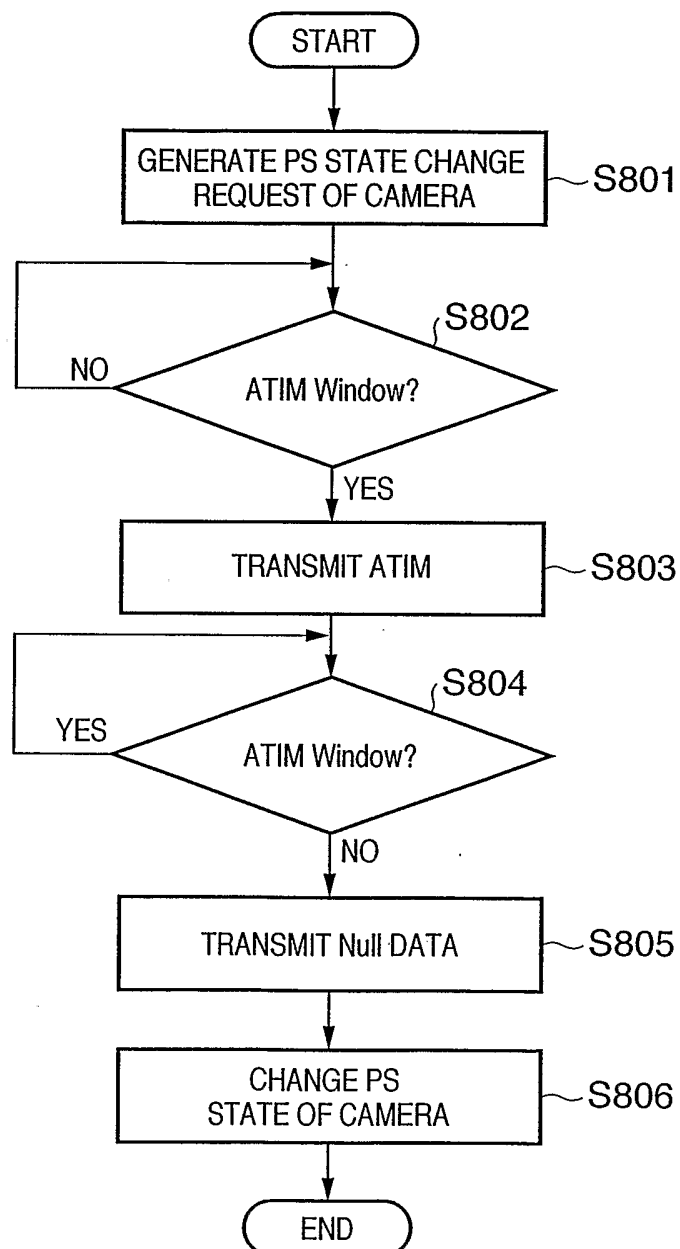 START
GENERATE PS STATE CHANGE
REQUEST OF CAMERA
S801
S802
NO
ATIM Window?
YES
TRANSMIT ATIM
S803
S804
YES
ATIM Window?
NO
TRANSMIT Null DATA
S805
CHANGE PS
STATE OF CAMERA
S806
END